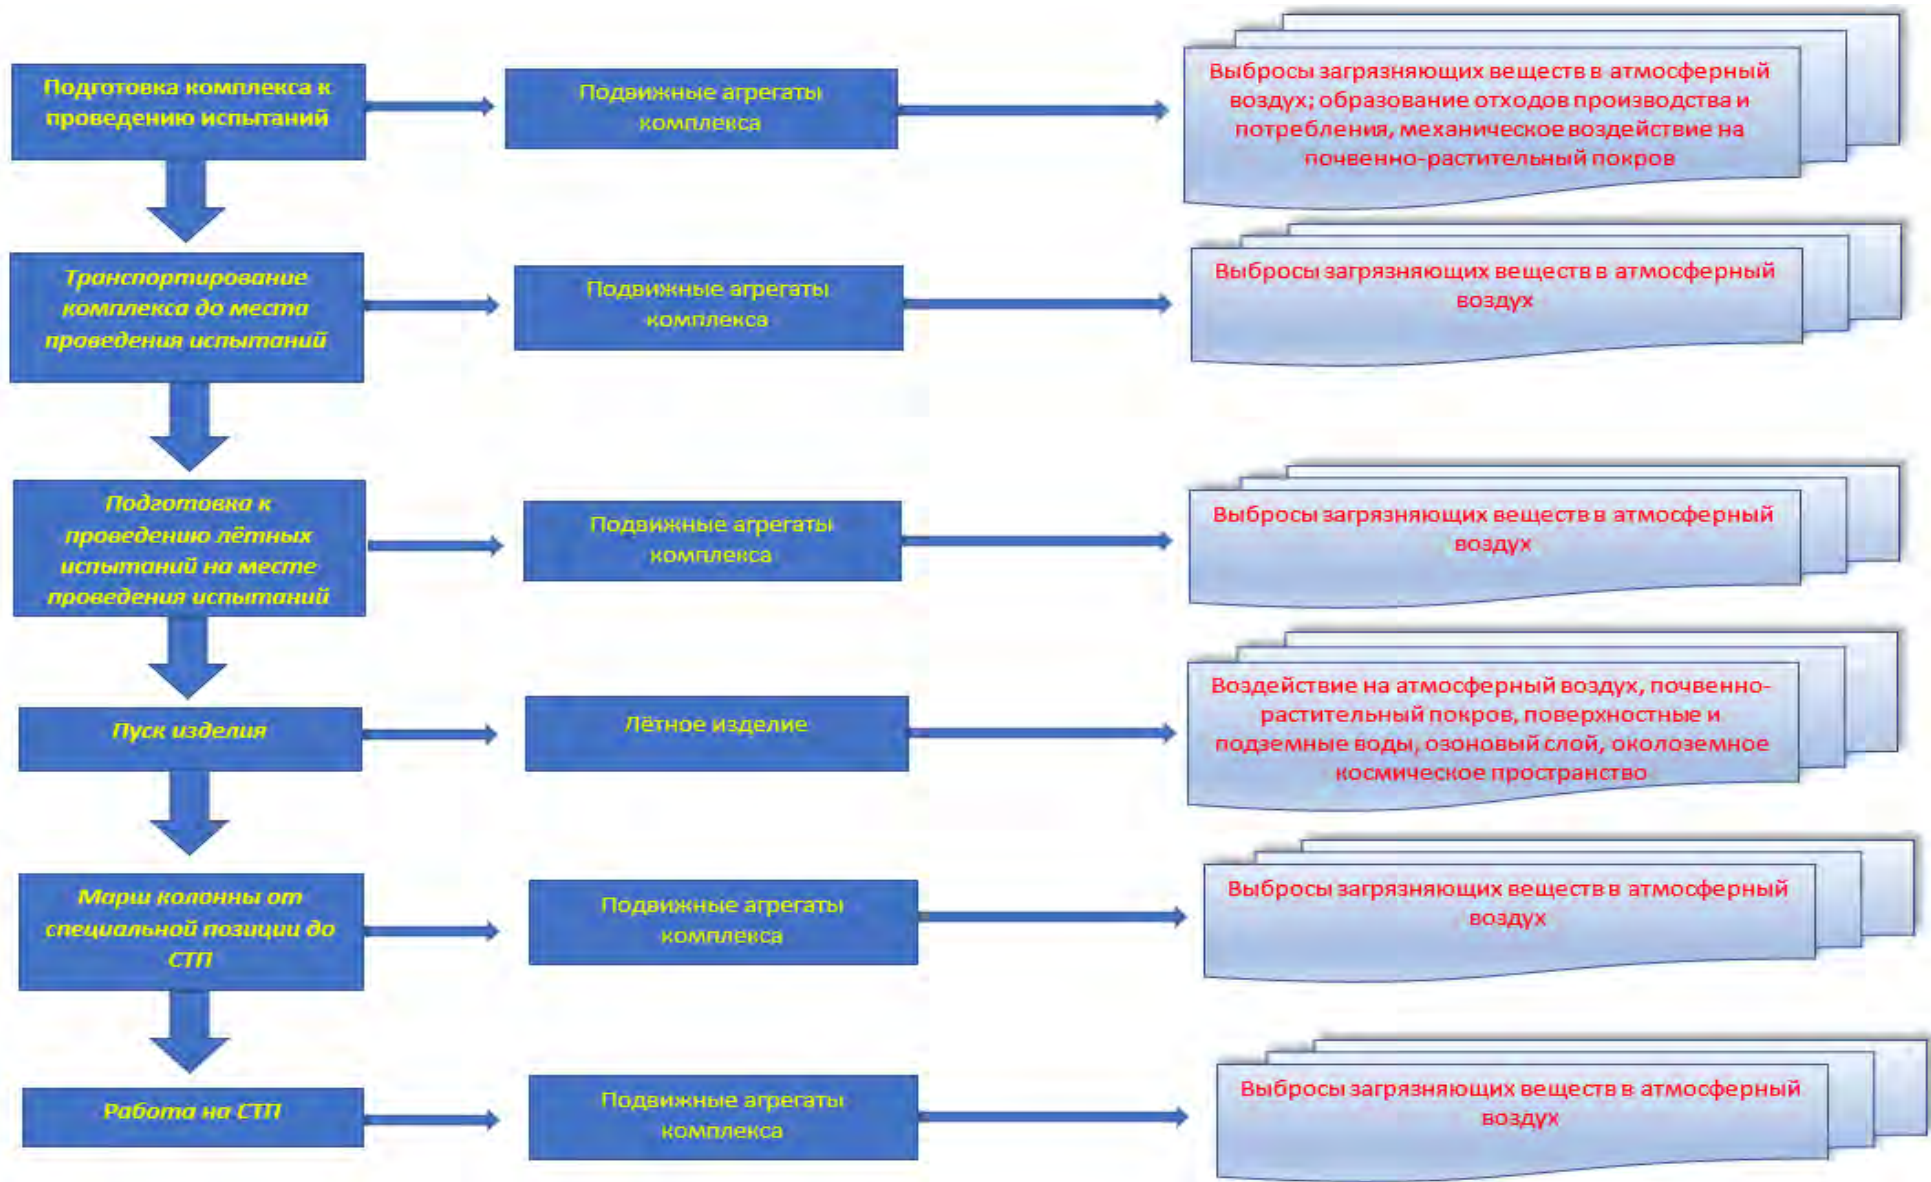 Подготовка комплекса к
проведению испытаний
Подвижные агрегаты
комплекса
Выбросы загрязняющих веществ в атмосферный
воздух; образование отходов производства и
потребления, механическое воздействие на
почвенно-растительный покров
Транспортирование
комплекса до места
проведения испытаний
Подвижные агрегаты
комплекса
Выбросы загрязняющих веществ в атмосферный
воздух
Подготовка к
проведению лётных
испытаний на месте
проведения испытаний
Подвижные агрегаты
комплекса
Выбросы загрязняющих веществ в атмосферный
воздух
Пуск изделия
Лётное изделие
Воздействие на атмосферный воздух, почвенно-
растительный покров, поверхностные и
подземные воды, озоновый слой, околоземное
космическое пространство
Марш колонны от
специальной позиции до
СТП
Подвижные агрегаты
комплекса
Выбросы загрязняющих веществ в атмосферный
воздух
Работа на СТП
Подвижные агрегаты
комплекса
Выбросы загрязняющих веществ в атмосферный
воздух